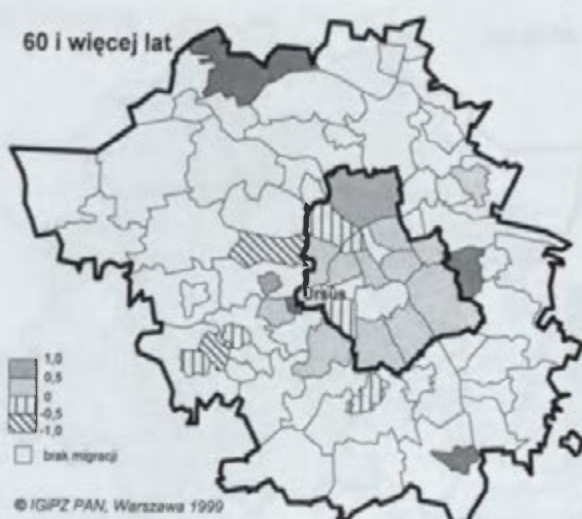 60 i więcej lat
Ursus
1,0
0,5
0
-0,5
-1,0
brak migracji
© IGiPZ PAN, Warszawa 1999